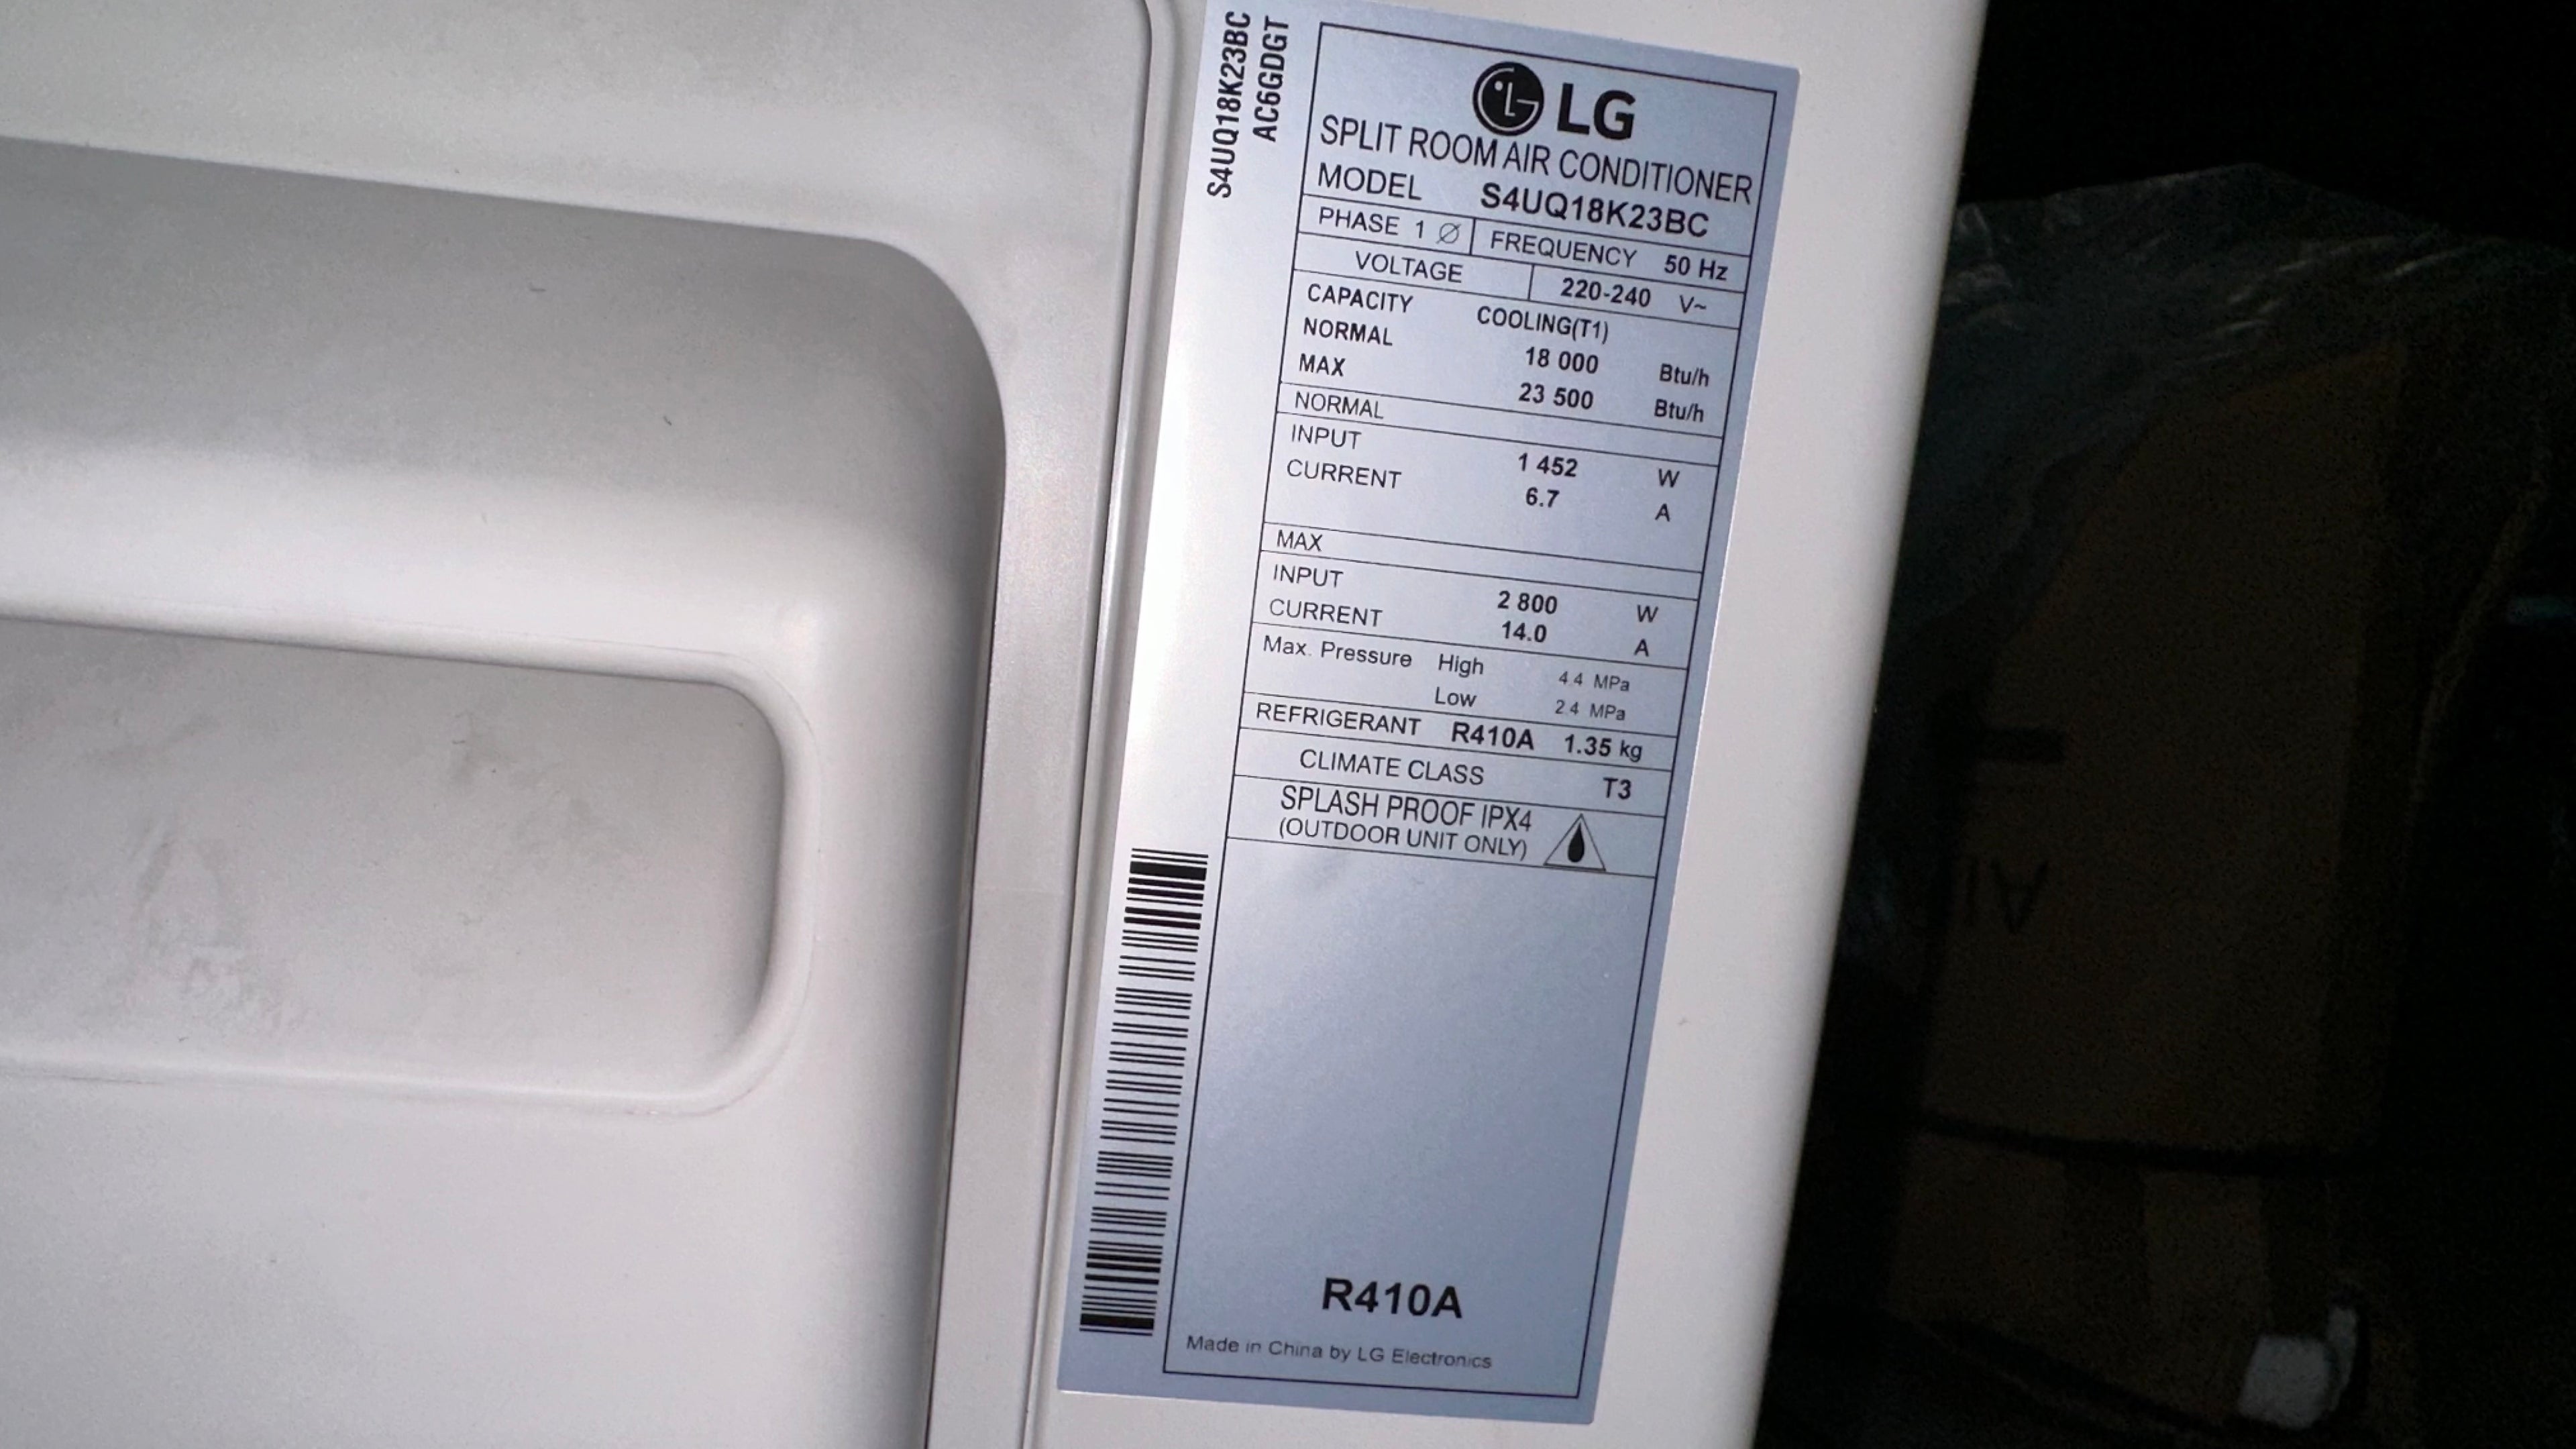 S4UQ18K23BC
AC6GDGT
LG
SPLIT ROOM AIR CONDITIONER
MODEL S4UQ18K23BC
PHASE 1 Ø FREQUENCY 50 Hz
VOLTAGE 220-240 V~
CAPACITY COOLING(T1)
NORMAL 18 000 Btu/h
MAX 23 500 Btu/h
NORMAL
INPUT 1 452 W
CURRENT 6.7 A
MAX
INPUT 2 800 W
CURRENT 14.0 A
Max. Pressure High 4.4 MPa
Low 2.4 MPa
REFRIGERANT R410A 1.35 kg
CLIMATE CLASS T3
SPLASH PROOF IPX4
(OUTDOOR UNIT ONLY)
R410A
Made in China by LG Electronics